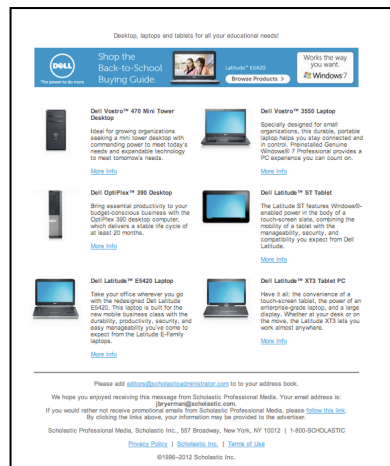 Desktop, laptops and tablets for all your educational needs!
DELL
The power to do more
Shop the
Back-to-School
Buying Guide.
Latitude™ E5420
Browse Products >
Works the way
you want.
Windows 7
Dell Vostro™ 470 Mini Tower
Desktop
Ideal for growing organizations
seeking a mini tower desktop with
commanding power to meet today's
needs and expandable technology
to meet tomorrow's needs.
More Info
Dell Vostro™ 3550 Laptop
Specially designed for small
organizations, this durable, portable
laptop helps you stay connected and
in control. Preinstalled Genuine
Windows® 7 Professional provides a
PC experience you can count on.
More Info
Dell OptiPlex™ 390 Desktop
Bring essential productivity to your
budget-conscious business with the
OptiPlex 390 desktop computer,
which delivers a stable life cycle of
at least 20 months.
More Info
Dell Latitude™ ST Tablet
The Latitude ST features Windows-
enabled power in the body of a
touch-screen slate, combining the
mobility of a tablet with the
manageability, security, and
compatibility you expect from Dell
Latitude.
More Info
Dell Latitude™ E5420 Laptop
Take your office wherever you go
with the redesigned Dell Latitude
E5420. This laptop is built for the
new mobile business class with the
durability, productivity, security, and
easy manageability you've come to
expect from the Latitude E-Family
laptops.
More Info
Dell Latitude™ XT3 Tablet PC
Have it all: the convenience of a
touch-screen tablet, the power of an
enterprise-grade laptop, and a large
display. Whether at your desk or on
the move, the Latitude XT3 lets you
work almost anywhere.
More Info
Please add editors@scholasticadministrator.com to your address book.
We hope you enjoyed receiving this message from Scholastic Professional Media. Your email address is:
jbryerman@scholastic.com.
If you would rather not receive promotional emails from Scholastic Professional Media, please follow this link.
By clicking the links above, your information may be provided to the advertiser.
Scholastic Professional Media, Scholastic Inc., 557 Broadway, New York, NY 10012 | 1-800-SCHOLASTIC
Privacy Policy | Scholastic Inc. | Terms of Use
©1996–2012 Scholastic Inc.